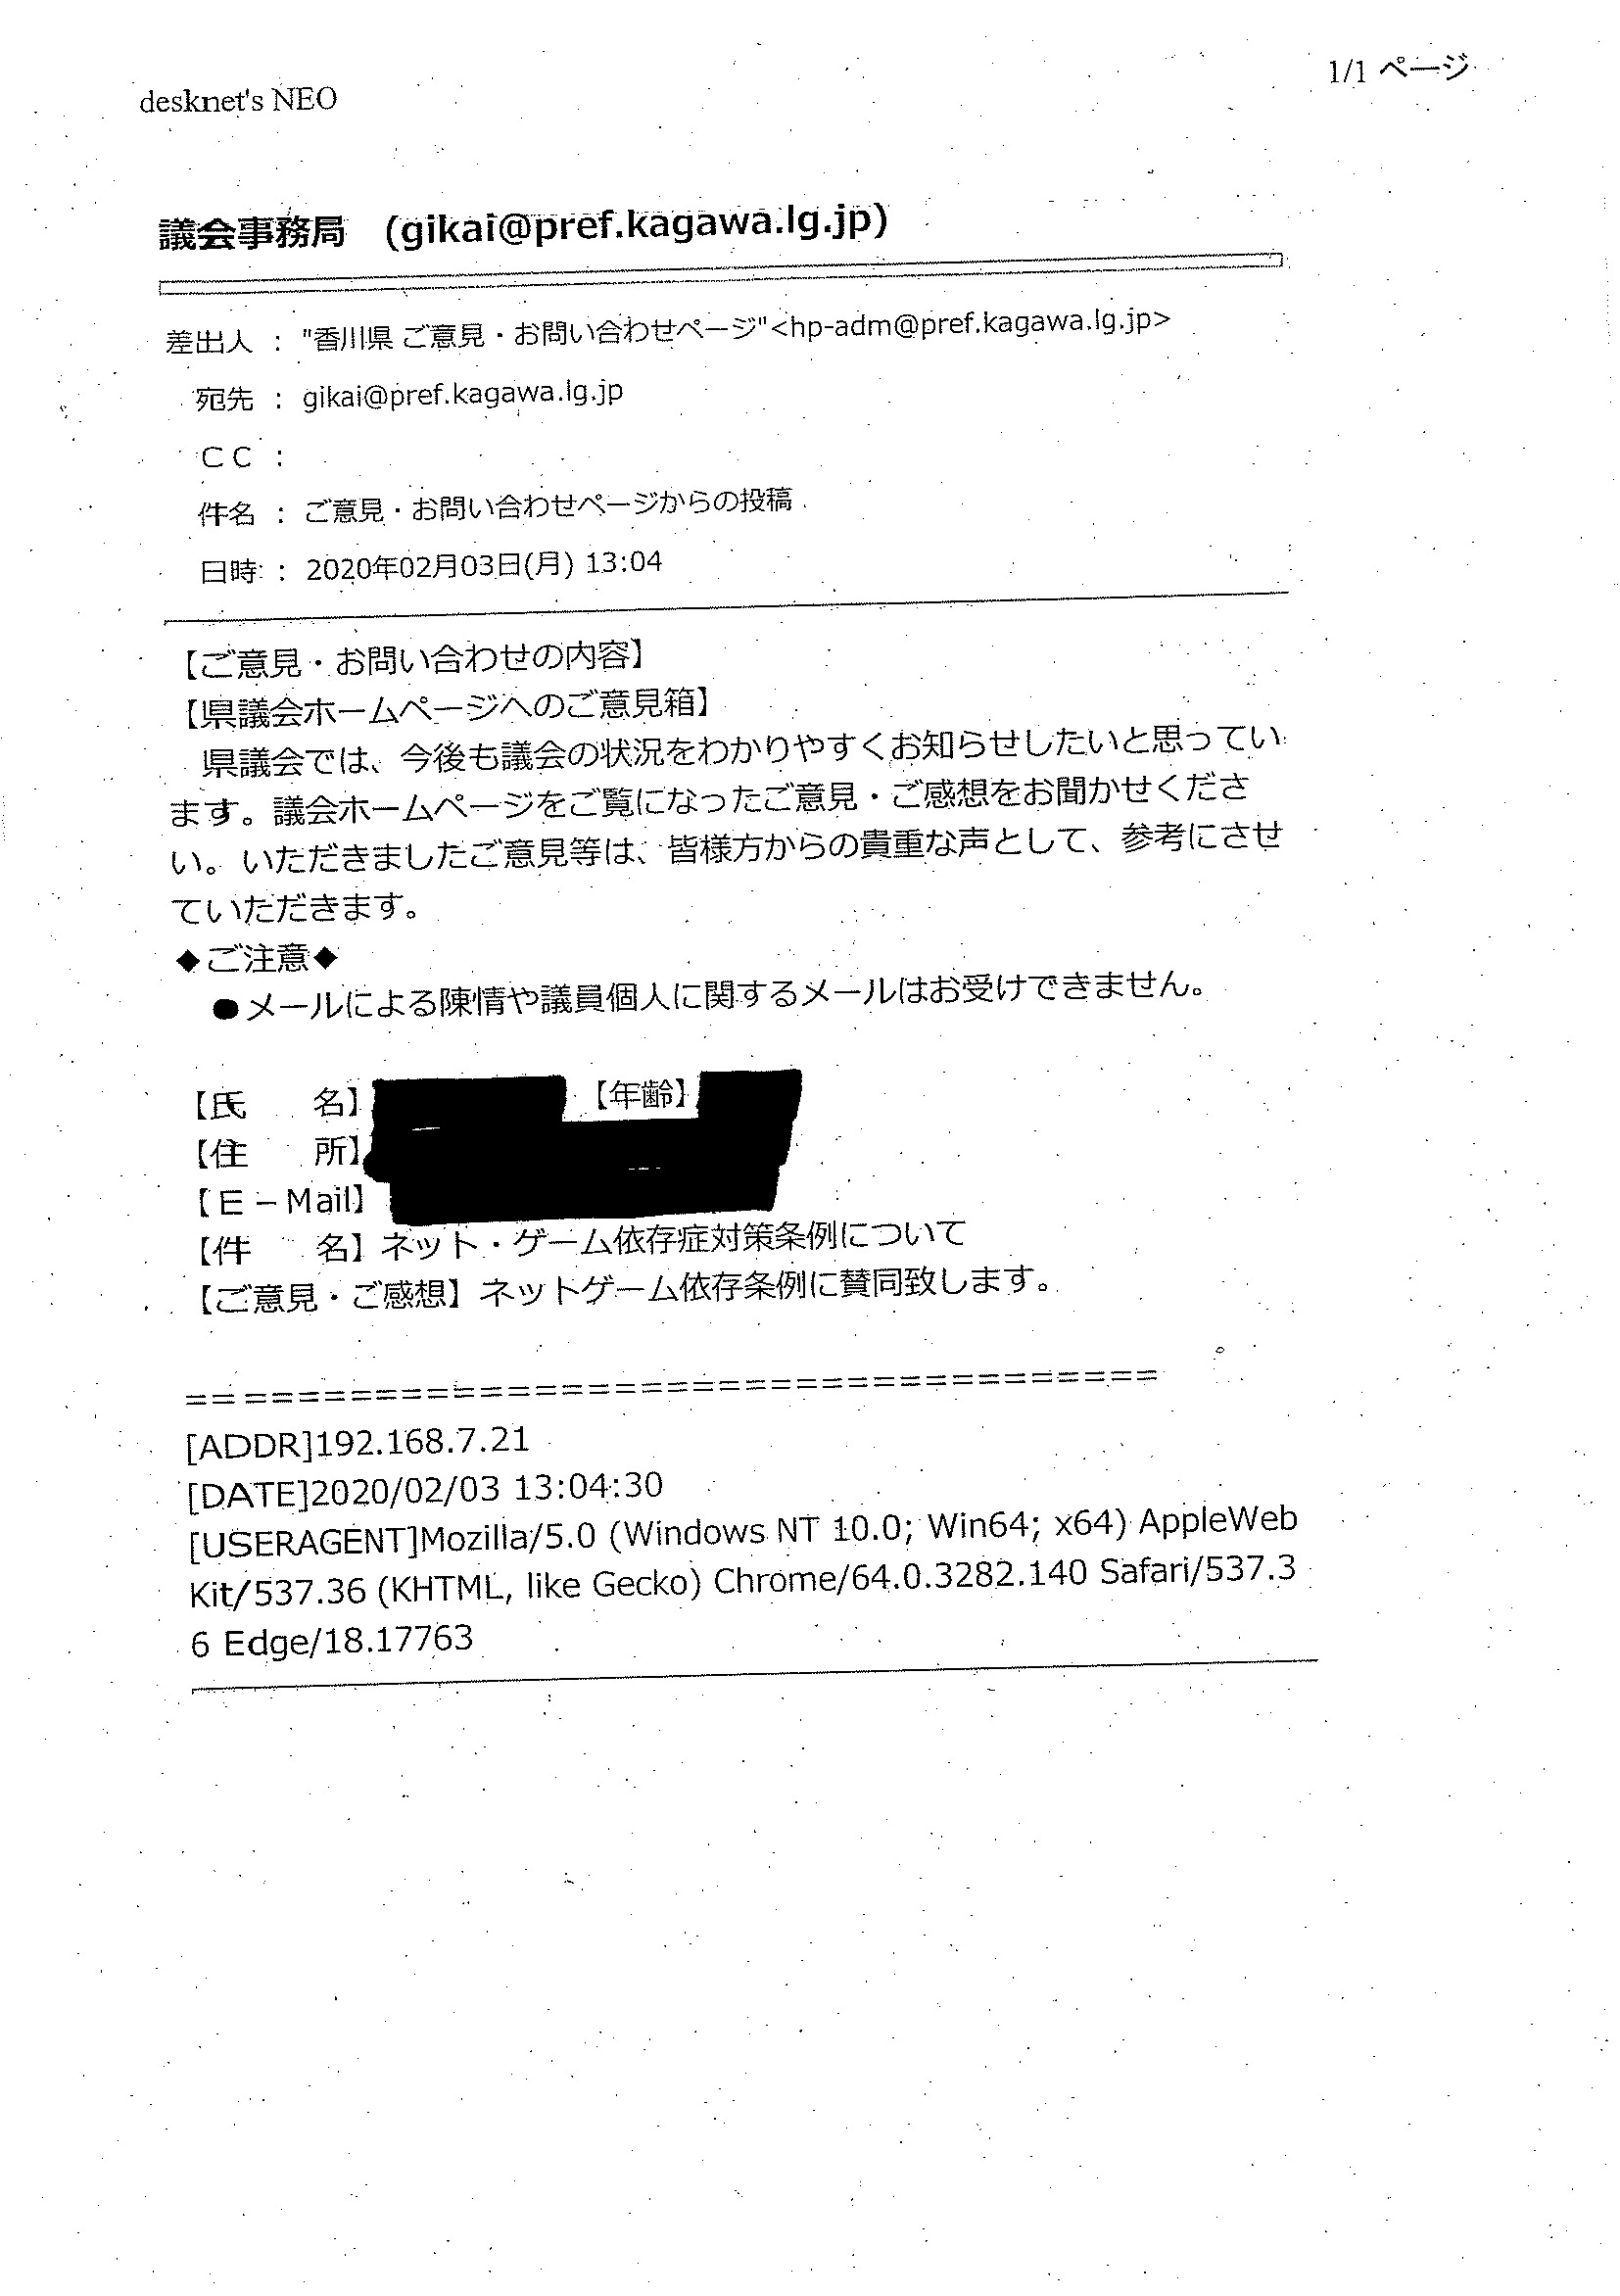 1/1 ページ
desknet's NEO
議会事務局　(gikai@pref.kagawa.lg.jp)
差出人 ： "香川県 ご意見・お問い合わせページ"<hp-adm@pref.kagawa.lg.jp>
宛先 ： gikai@pref.kagawa.lg.jp
ＣＣ ：
件名 ： ご意見・お問い合わせページからの投稿
日時 ： 2020年02月03日(月) 13:04
【ご意見・お問い合わせの内容】
【県議会ホームページへのご意見箱】
　県議会では、今後も議会の状況をわかりやすくお知らせしたいと思ってい
ます。議会ホームページをご覧になったご意見・ご感想をお聞かせくださ
い。いただきましたご意見等は、皆様方からの貴重な声として、参考にさせ
ていただきます。
◆ご注意◆
　●メールによる陳情や議員個人に関するメールはお受けできません。
【氏　　名】　【年齢】
【住　　所】
【Ｅ－Mail】
【件　　名】ネット・ゲーム依存症対策条例について
【ご意見・ご感想】ネットゲーム依存条例に賛同致します。
=====================================
[ADDR]192.168.7.21
[DATE]2020/02/03 13:04:30
[USERAGENT]Mozilla/5.0 (Windows NT 10.0; Win64; x64) AppleWeb
Kit/537.36 (KHTML, like Gecko) Chrome/64.0.3282.140 Safari/537.3
6 Edge/18.17763